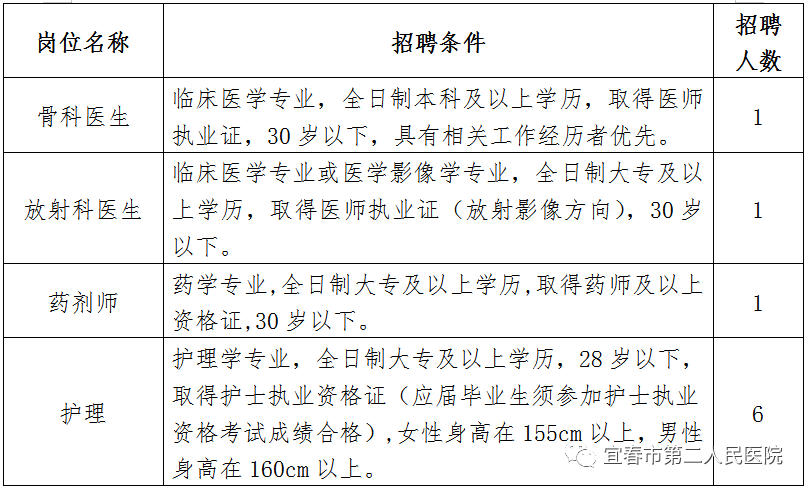 岗位名称
招聘条件
招聘
人数
骨科医生
临床医学专业，全日制本科及以上学历，取得医师
执业证，30岁以下，具有相关工作经历者优先。
1
放射科医生
临床医学专业或医学影像学专业，全日制大专及以
上学历，取得医师执业证（放射影像方向），30岁
以下。
1
药剂师
药学专业,全日制大专及以上学历,取得药师及以上
资格证,30岁以下。
1
护理
护理学专业，全日制大专及以上学历，28岁以下，
取得护士执业资格证（应届毕业生须参加护士执业
资格考试成绩合格）,女性身高在155cm以上，男性
身高在160cm以上。
6
宜春市第二人民医院